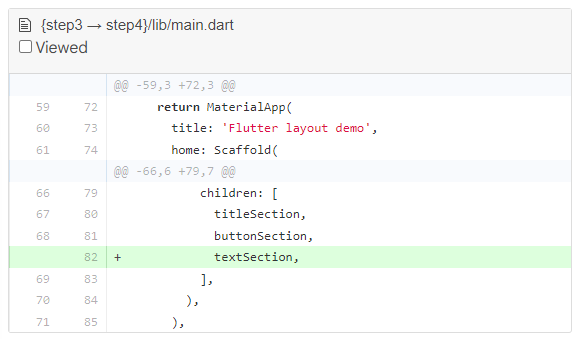 {step3 → step4}/lib/main.dart
Viewed
@@ -59,3 +72,3 @@
59 72 return MaterialApp(
60 73 title: 'Flutter layout demo',
61 74 home: Scaffold(
@@ -66,6 +79,7 @@
66 79 children: [
67 80 titleSection,
68 81 buttonSection,
82 + textSection,
69 83 ],
70 84 ),
71 85 ),